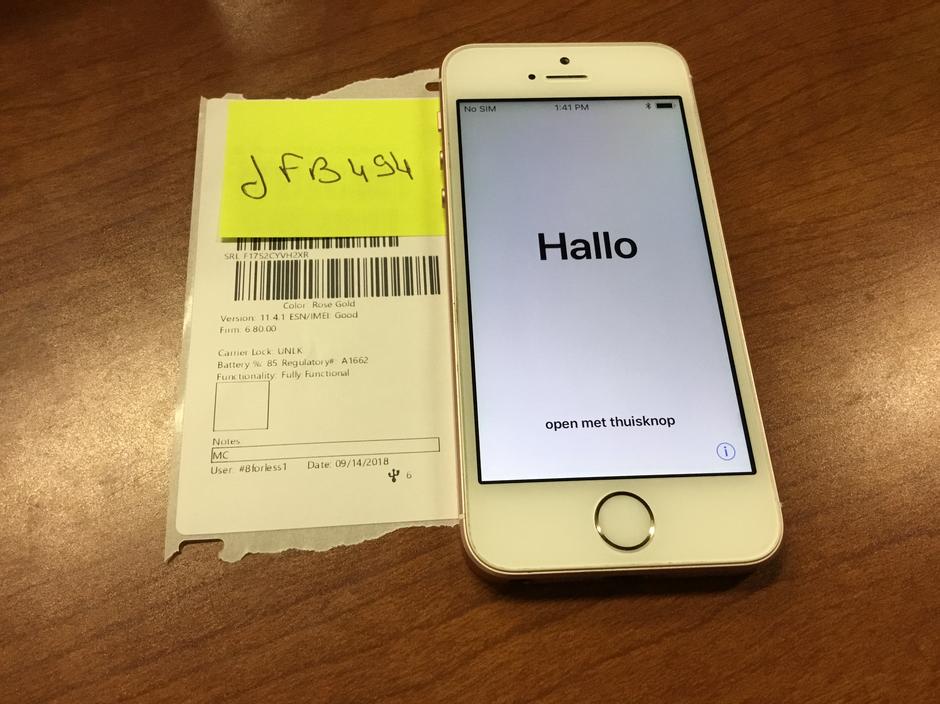 JFB494
SRL F17S2CYVH2XR
Color: Rose Gold
Version: 11.4.1 ESN/IMEI: Good
Firm: 6.80.00
Carrier Lock: UNLK
Battery %: 85 Regulatory#: A1662
Functionality: Fully Functional
Notes
MC
User: #Bforless1 Date: 09/14/2018
6
No SIM 1:41 PM
Hallo
open met thuisknop
i